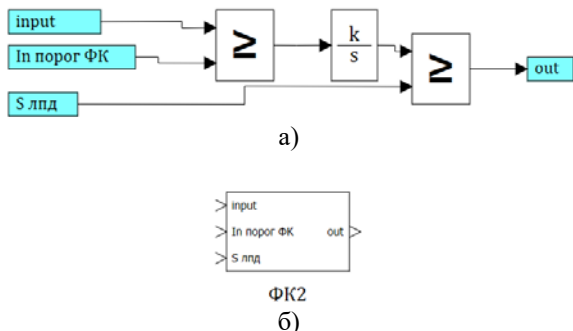 input
In порог ФК
S лпд
≥
k
s
≥
out
а)
input
In порог ФК out
S лпд
ФК2
б)